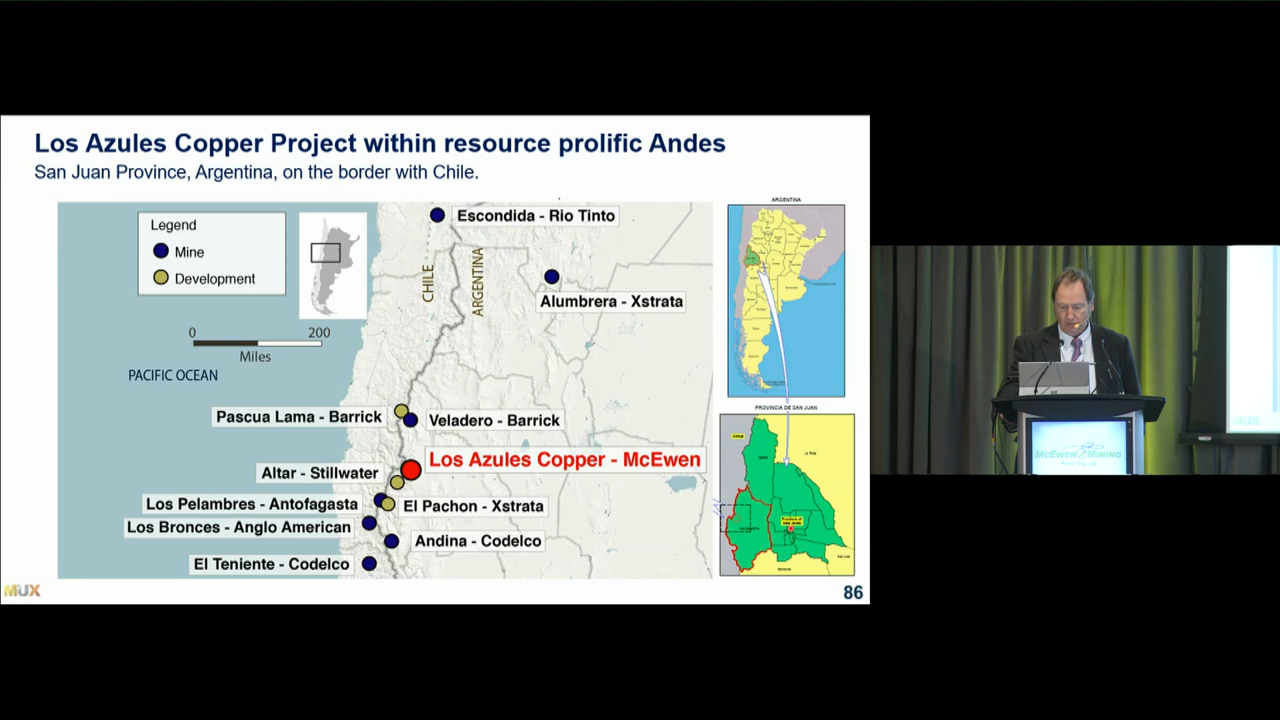 Los Azules Copper Project within resource prolific Andes
San Juan Province, Argentina, on the border with Chile.
Legend
Mine
Development
0 200
Miles
PACIFIC OCEAN
CHILE
ARGENTINA
Escondida - Rio Tinto
Alumbrera - Xstrata
Pascua Lama - Barrick
Veladero - Barrick
Los Azules Copper - McEwen
Altar - Stillwater
Los Pelambres - Antofagasta
El Pachon - Xstrata
Los Bronces - Anglo American
Andina - Codelco
El Teniente - Codelco
ARGENTINA
PROVINCIA DE SAN JUAN
MUX
86
McEWEN MINING